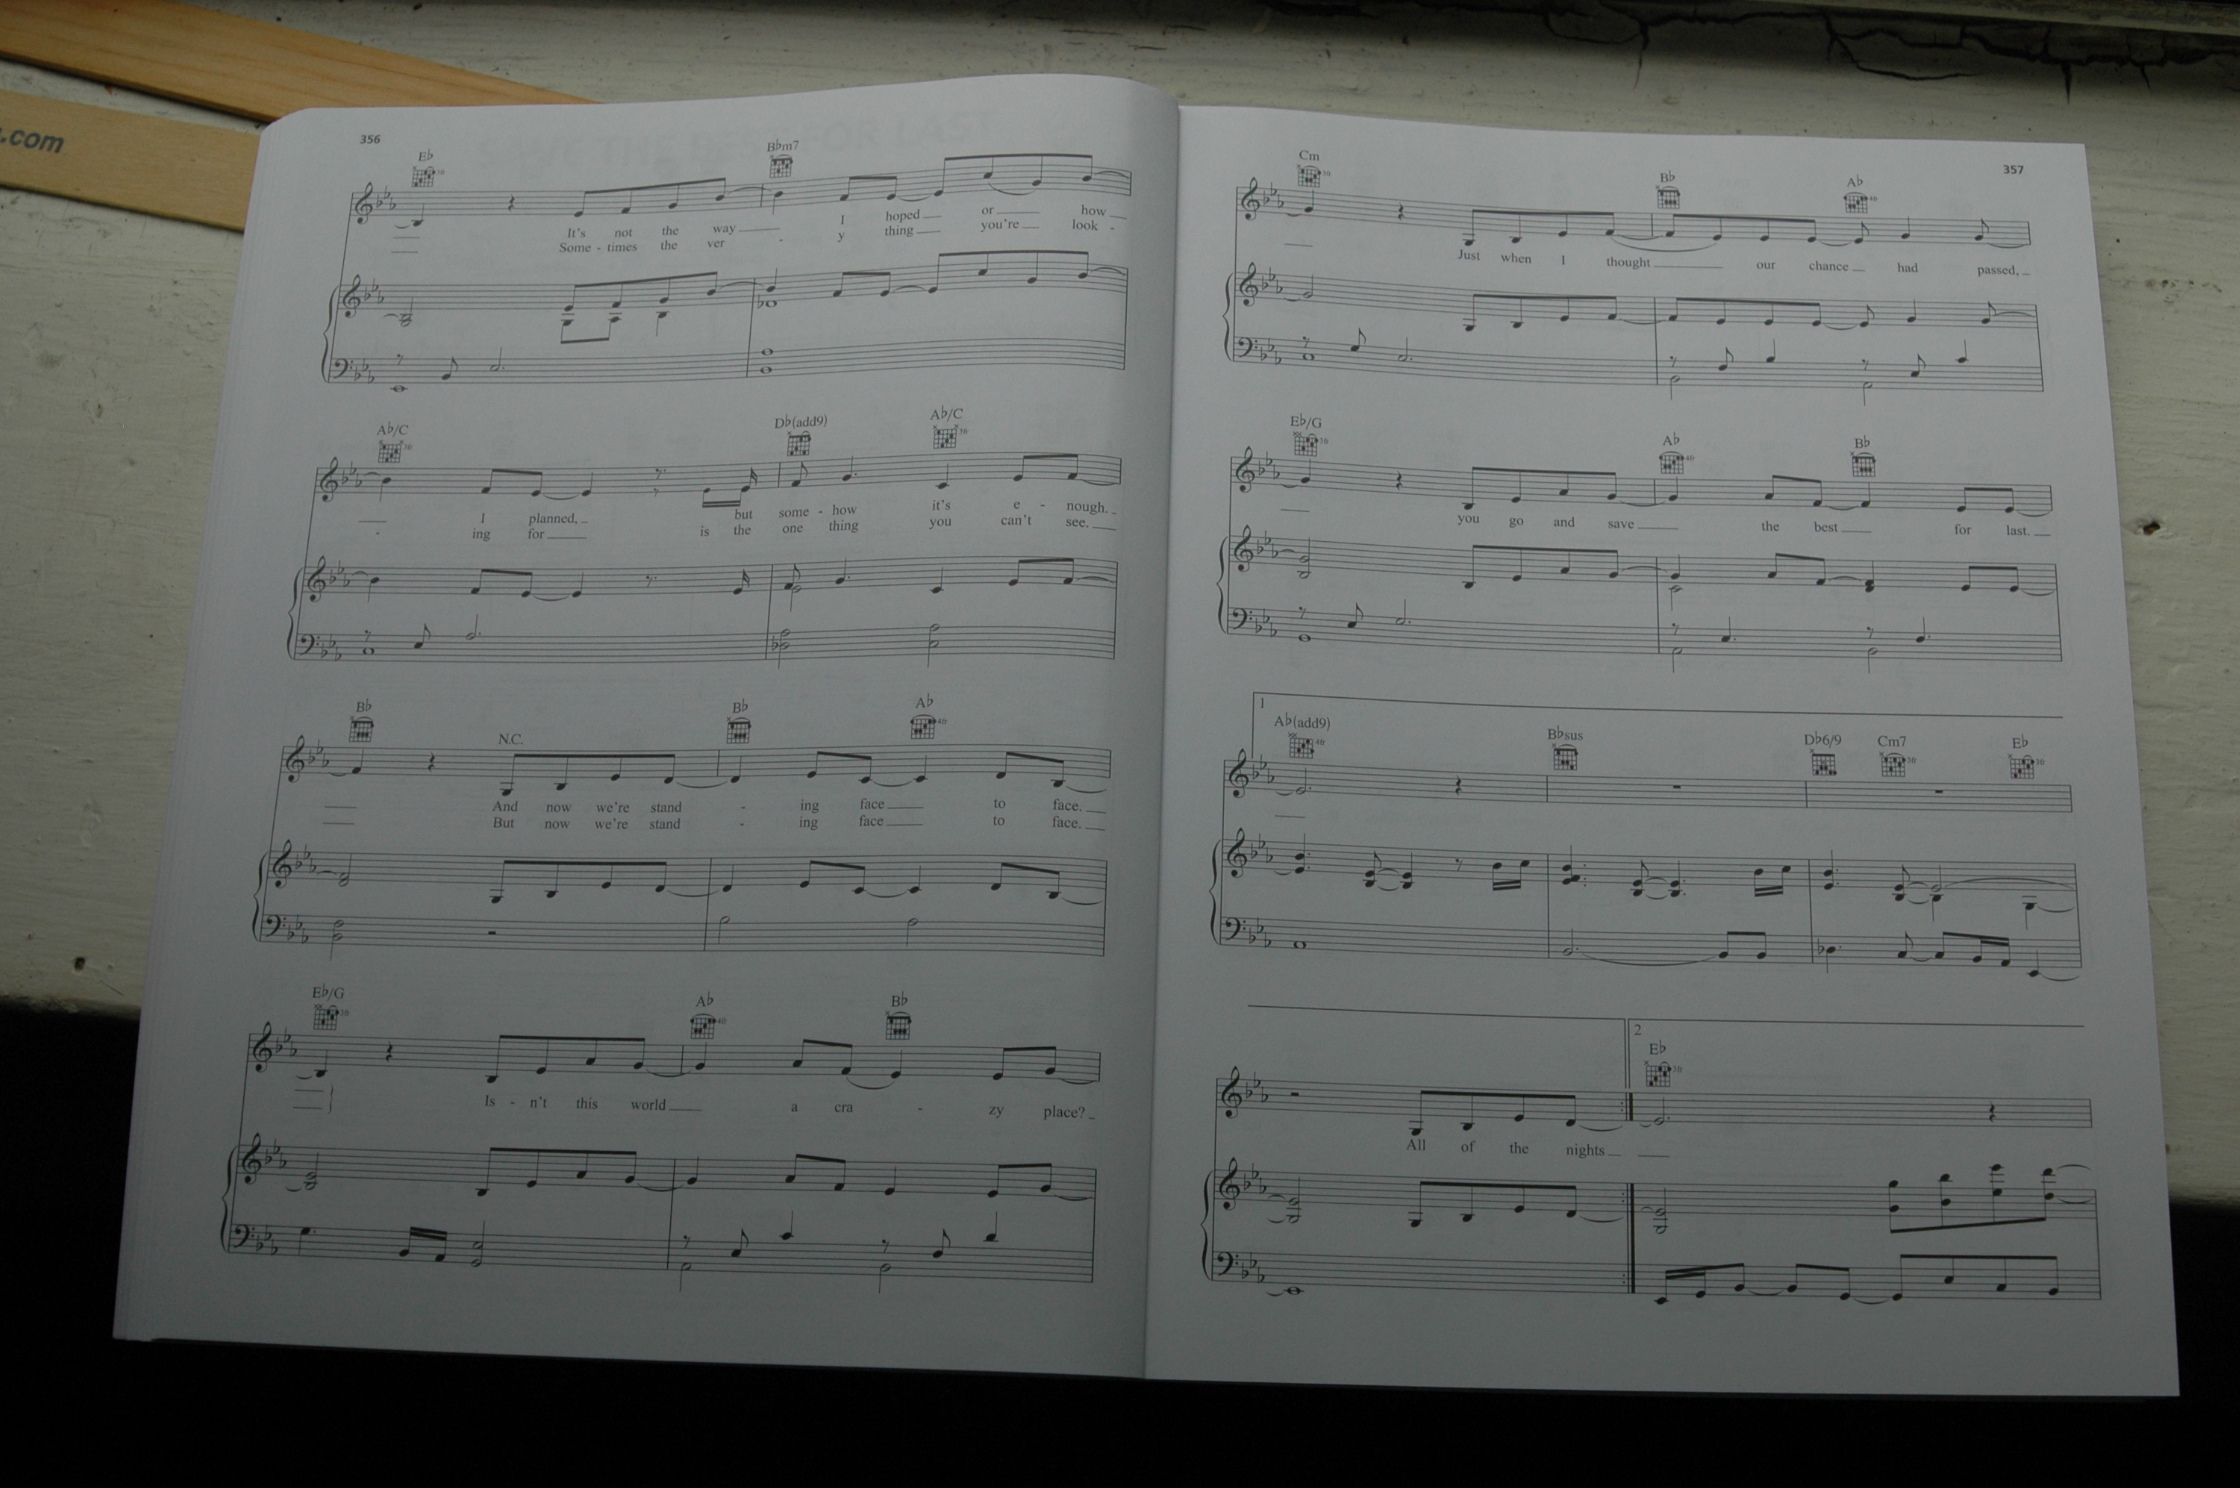 .com
356
E♭ B♭m7
It's not the way I hoped or how
Some - times the ver - y thing you're look -
A♭/C D♭(add9) A♭/C
I planned, but some - how it's e - nough.
- ing for is the one thing you can't see.
B♭ N.C. B♭ A♭
And now we're stand - ing face to face.
But now we're stand - ing face to face.
E♭/G A♭ B♭
Is - n't this world a cra - zy place?
357
Cm B♭ A♭
Just when I thought our chance had passed,
E♭/G A♭ B♭
you go and save the best for last.
1
A♭(add9) B♭sus D♭6/9 Cm7 E♭
2
E♭
All of the nights